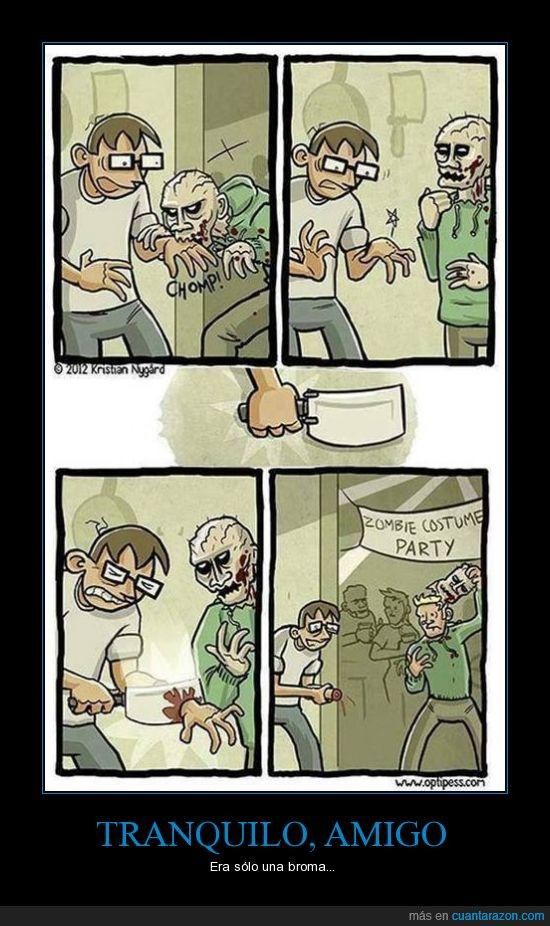 CHOMP!
© 2012 Kristian Nygård
ZOMBIE COSTUME
PARTY
www.optipess.com
TRANQUILO, AMIGO
Era sólo una broma...
más en cuantarazon.com